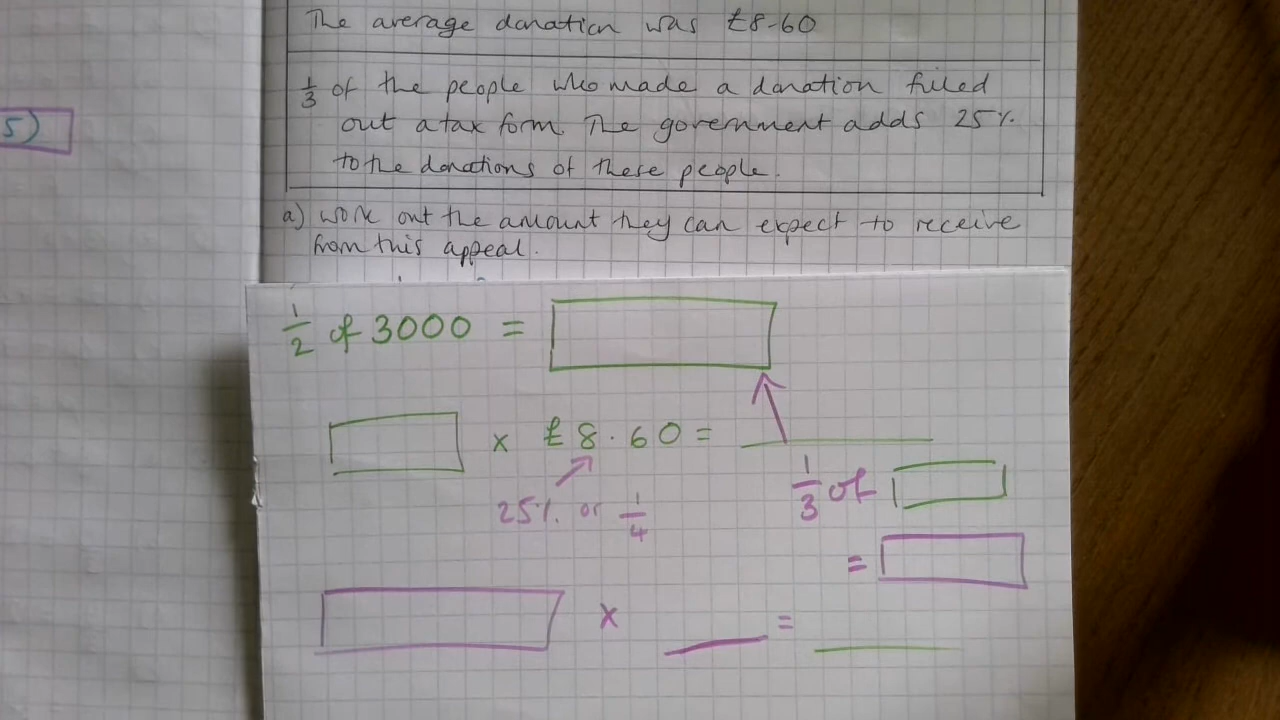 The average donation was £8.60
1/3 of the people who made a donation filled
out a tax form. The government adds 25%
to the donations of these people.
5)
a) work out the amount they can expect to receive
from this appeal.
1/2 of 3000 =
x £8.60 =
25% or 1/4
1/3 of
=
x =